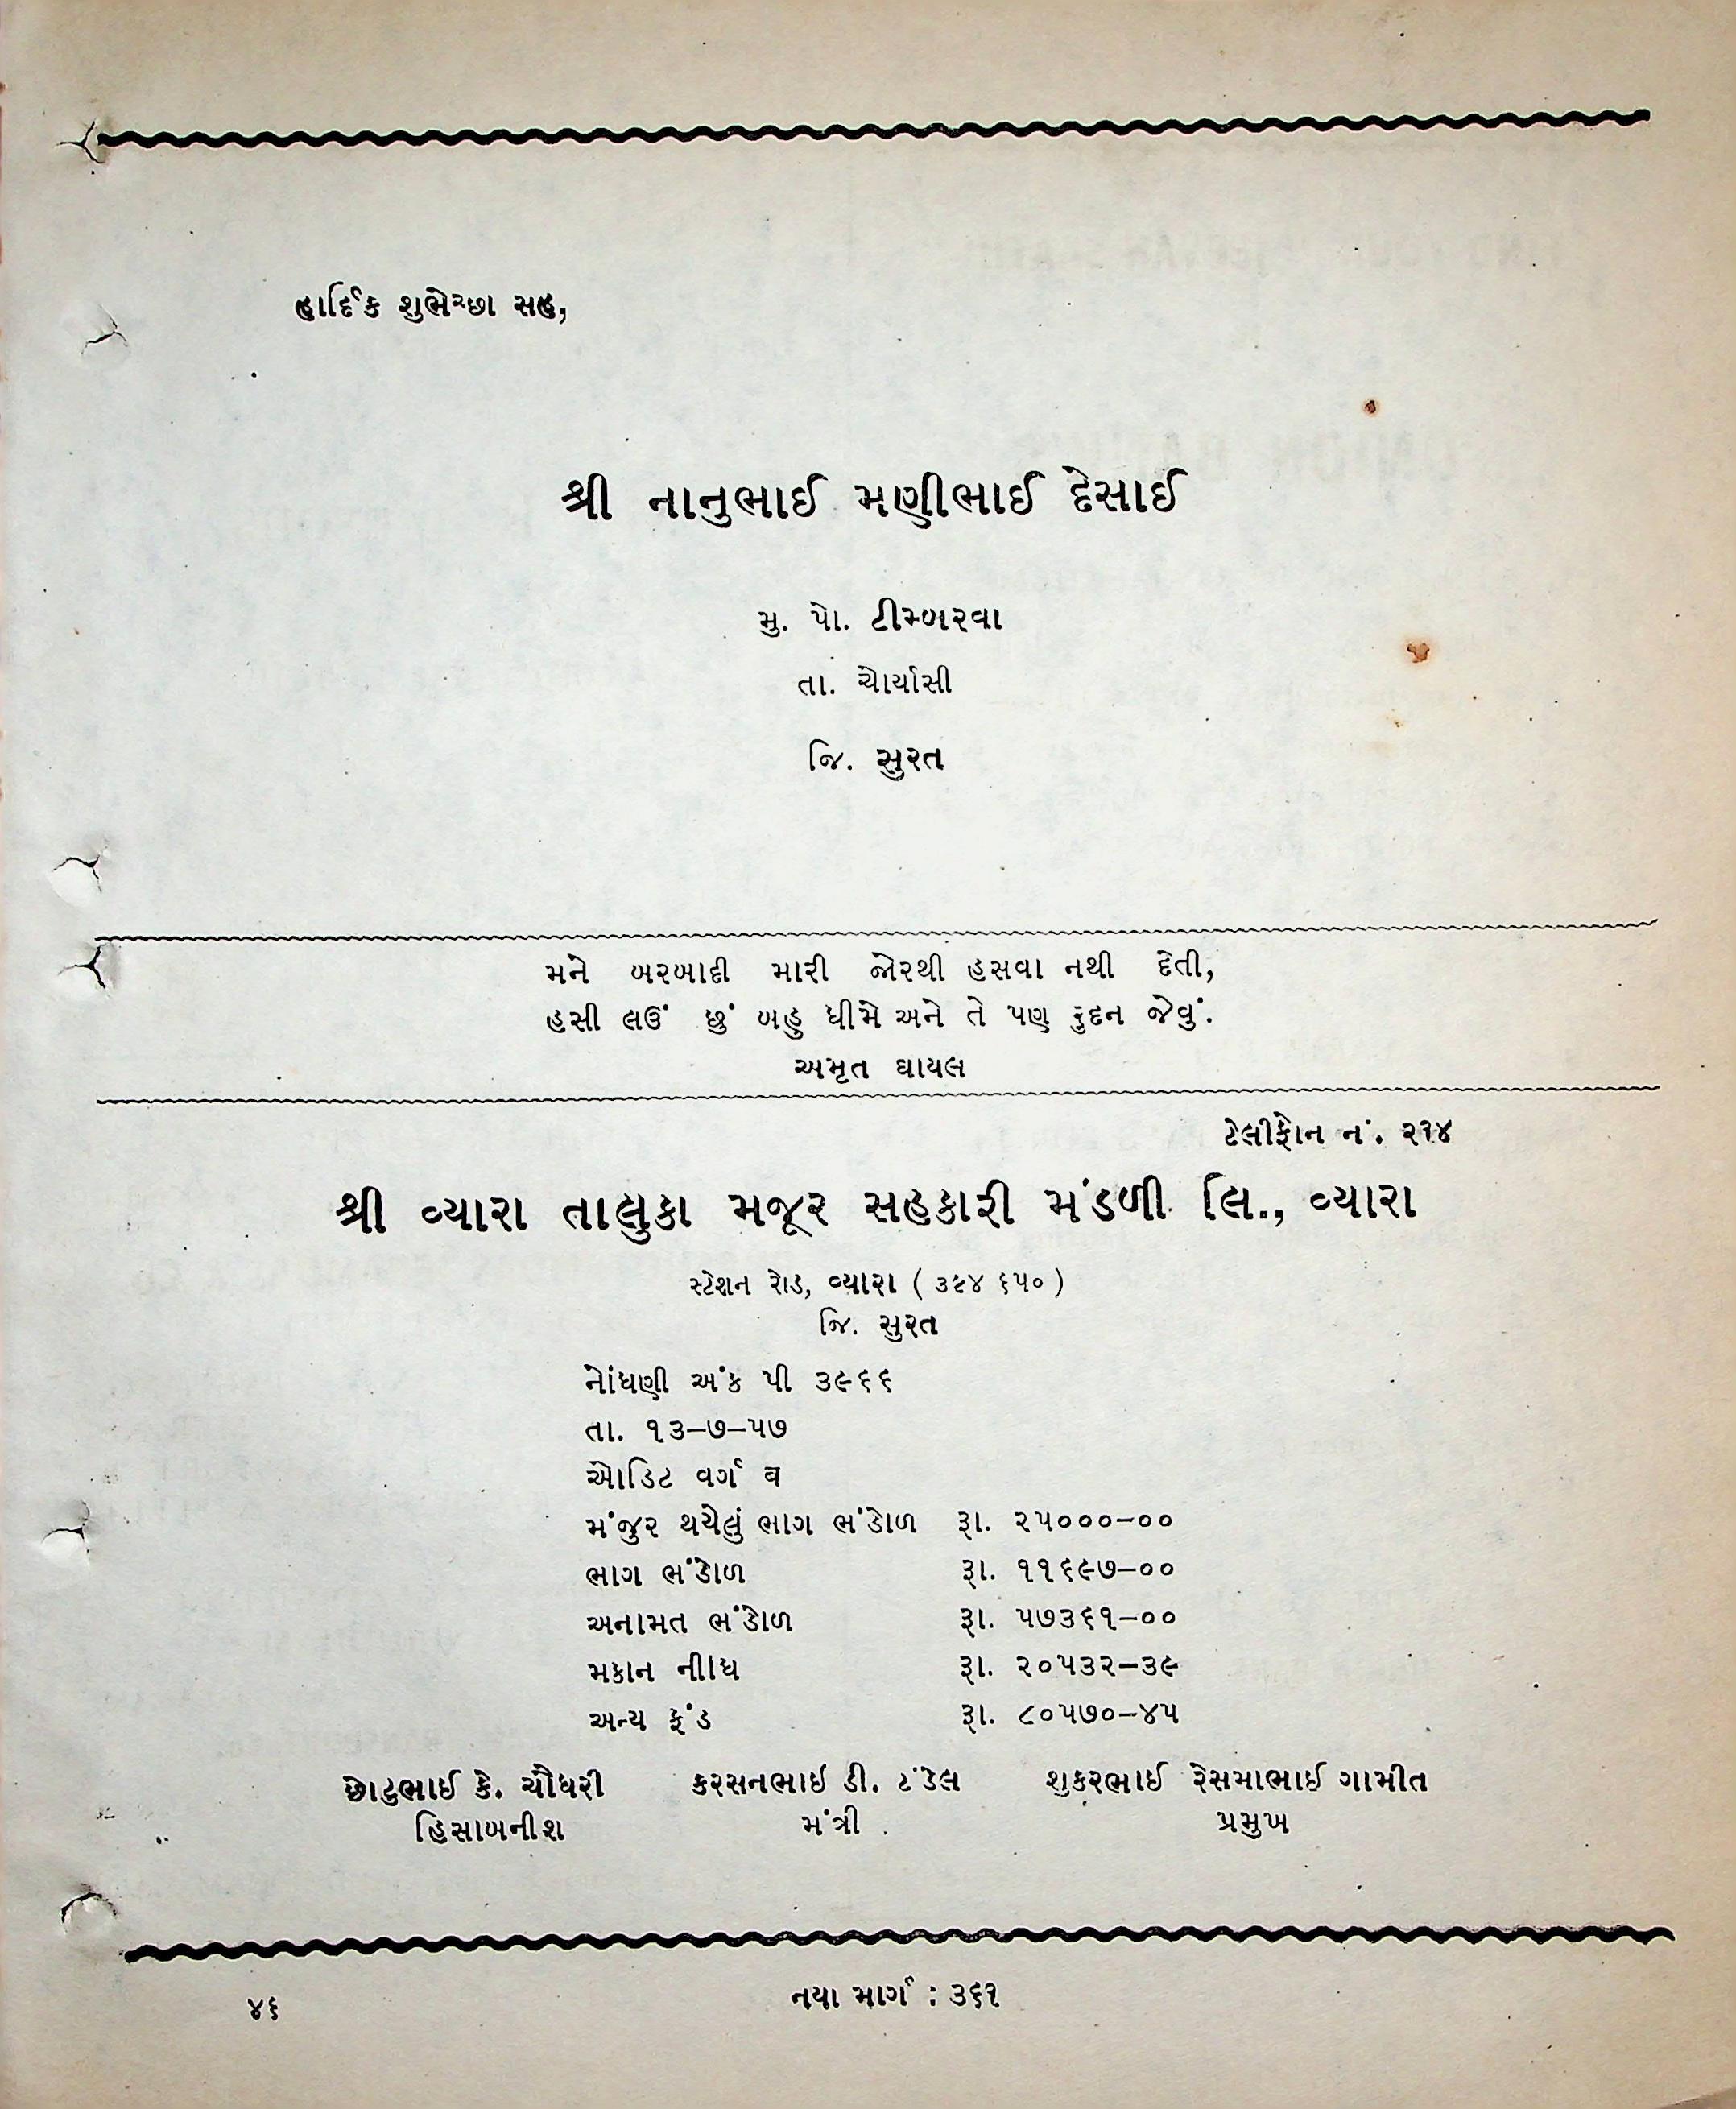 હાર્દિક શુભેચ્છા સહ,
શ્રી નાનુભાઈ મણીભાઈ દેસાઈ
મુ. પો. ટીમ્બરવા
તા. ચોર્યાસી
જિ. સુરત
મને બરબાદી મારી જોરથી હસવા નથી દેતી,
હસી લઉં છું બહુ ધીમે અને તે પણ રુદન જેવું.
અમૃત ઘાયલ
ટેલીફોન નં. ૨૧૪
શ્રી વ્યારા તાલુકા મજૂર સહકારી મંડળી લિ., વ્યારા
સ્ટેશન રોડ, વ્યારા ( ૩૯૪ ૬૫૦ )
જિ. સુરત
નોંધણી અંક પી ૩૯૬૬
તા. ૧૩-૭-૫૭
ઓડિટ વર્ગ બ
મંજુર થયેલું ભાગ ભંડોળ રૂા. ૨૫૦૦૦-૦૦
ભાગ ભંડોળ રૂા. ૧૧૬૯૭-૦૦
અનામત ભંડોળ રૂા. ૫૭૩૬૧-૦૦
મકાન નીધિ રૂા. ૨૦૫૩૨-૩૯
અન્ય ફંડ રૂા. ૮૦૫૭૦-૪૫
છોટુભાઈ કે. ચૌધરી કરસનભાઇ ડી. ટંડેલ શુકરભાઈ રેસમાભાઈ ગામીત
હિસાબનીશ મંત્રી પ્રમુખ
૪૬ નયા માર્ગ : ૩૬૧